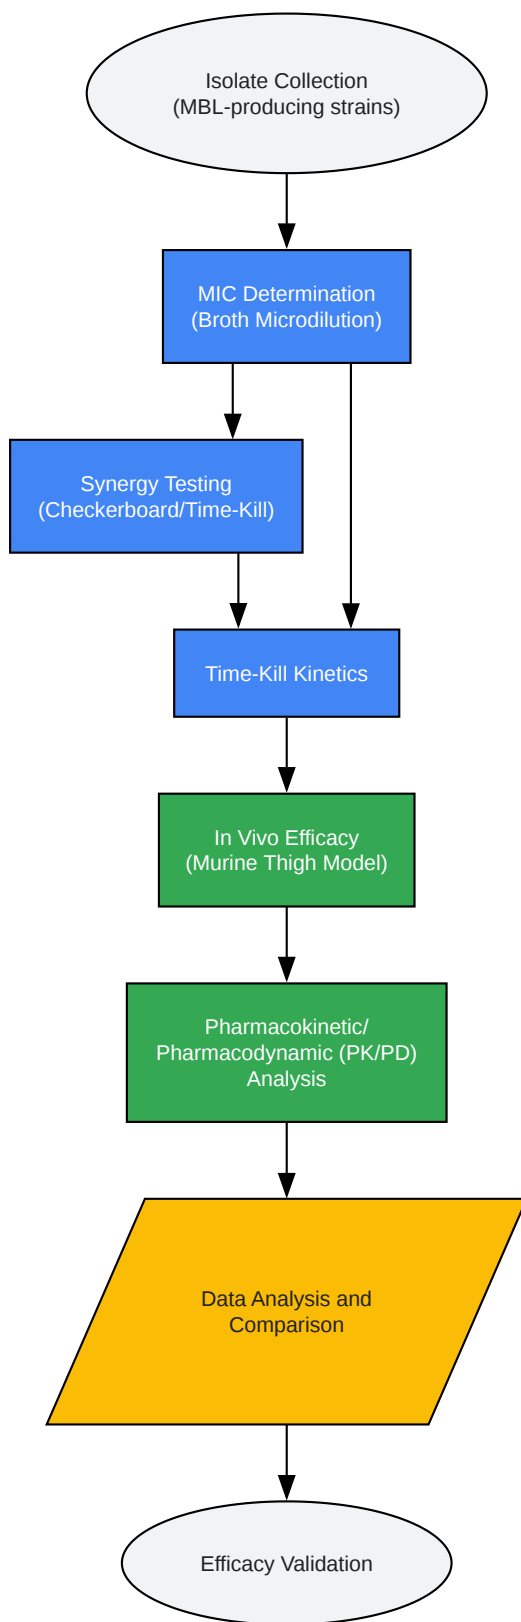 Isolate Collection
(MBL-producing strains)
MIC Determination
(Broth Microdilution)
Synergy Testing
(Checkerboard/Time-Kill)
Time-Kill Kinetics
In Vivo Efficacy
(Murine Thigh Model)
Pharmacokinetic/
Pharmacodynamic (PK/PD)
Analysis
Data Analysis and
Comparison
Efficacy Validation